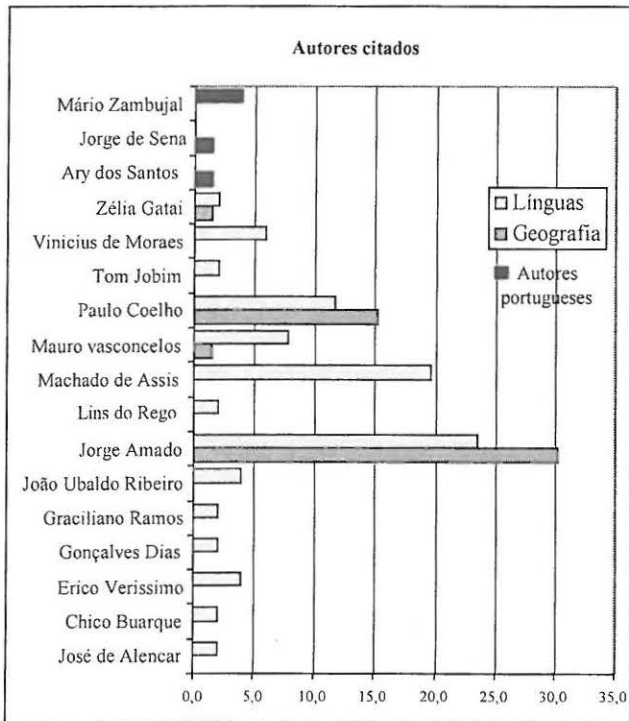 Autores citados
Mário Zambujal
Jorge de Sena
Ary dos Santos
Zélia Gatai
Vinicius de Moraes
Tom Jobim
Paulo Coelho
Mauro vasconcelos
Machado de Assis
Lins do Rego
Jorge Amado
João Ubaldo Ribeiro
Graciliano Ramos
Gonçalves Dias
Erico Verissimo
Chico Buarque
José de Alencar
Línguas
Geografia
Autores
portugueses
0,0 5,0 10,0 15,0 20,0 25,0 30,0 35,0